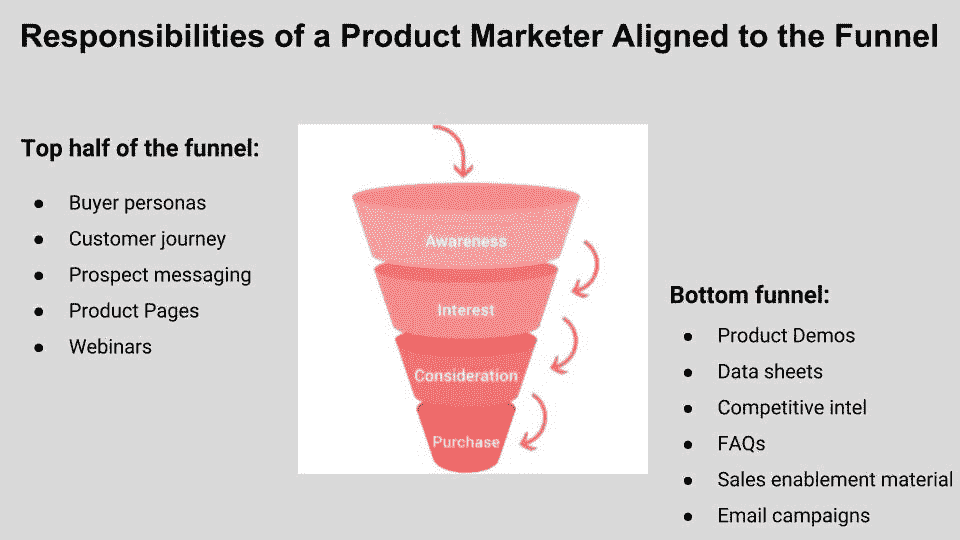 Responsibilities of a Product Marketer Aligned to the Funnel
Top half of the funnel:
● Buyer personas
● Customer journey
● Prospect messaging
● Product Pages
● Webinars
Awareness
Interest
Consideration
Purchase
Bottom funnel:
● Product Demos
● Data sheets
● Competitive intel
● FAQs
● Sales enablement material
● Email campaigns